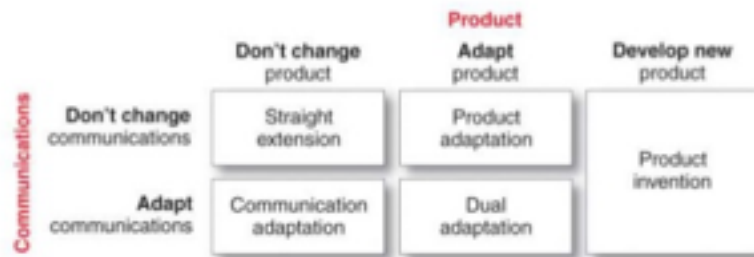 Product
Don't change
product
Adapt
product
Develop new
product
Communications
Don't change
communications
Straight
extension
Product
adaptation
Product
invention
Adapt
communications
Communication
adaptation
Dual
adaptation